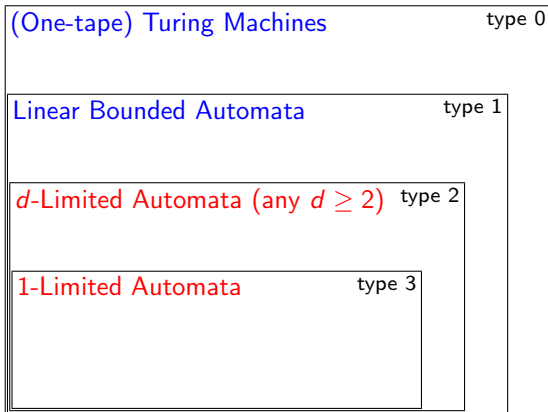 (One-tape) Turing Machines type 0
Linear Bounded Automata type 1
d-Limited Automata (any d ≥ 2) type 2
1-Limited Automata type 3